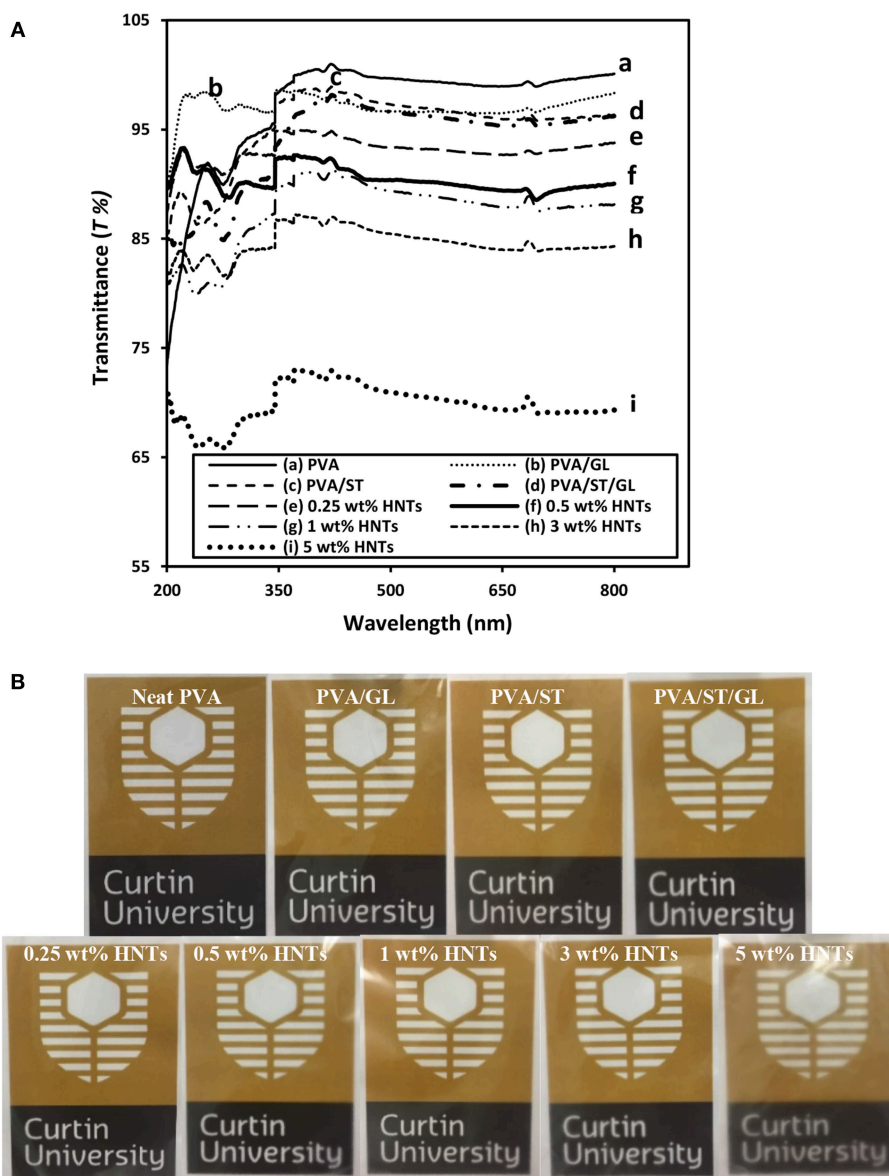 A
105
95
85
75
65
55
Transmittance (T %)
a
b
c
d
e
f
g
h
i
(a) PVA
(b) PVA/GL
(c) PVA/ST
(d) PVA/ST/GL
(e) 0.25 wt% HNTs
(f) 0.5 wt% HNTs
(g) 1 wt% HNTs
(h) 3 wt% HNTs
(i) 5 wt% HNTs
200 350 500 650 800
Wavelength (nm)
B
Neat PVA
Curtin
University
PVA/GL
Curtin
University
PVA/ST
Curtin
University
PVA/ST/GL
Curtin
University
0.25 wt% HNTs
Curtin
University
0.5 wt% HNTs
Curtin
University
1 wt% HNTs
Curtin
University
3 wt% HNTs
Curtin
University
5 wt% HNTs
Curtin
University